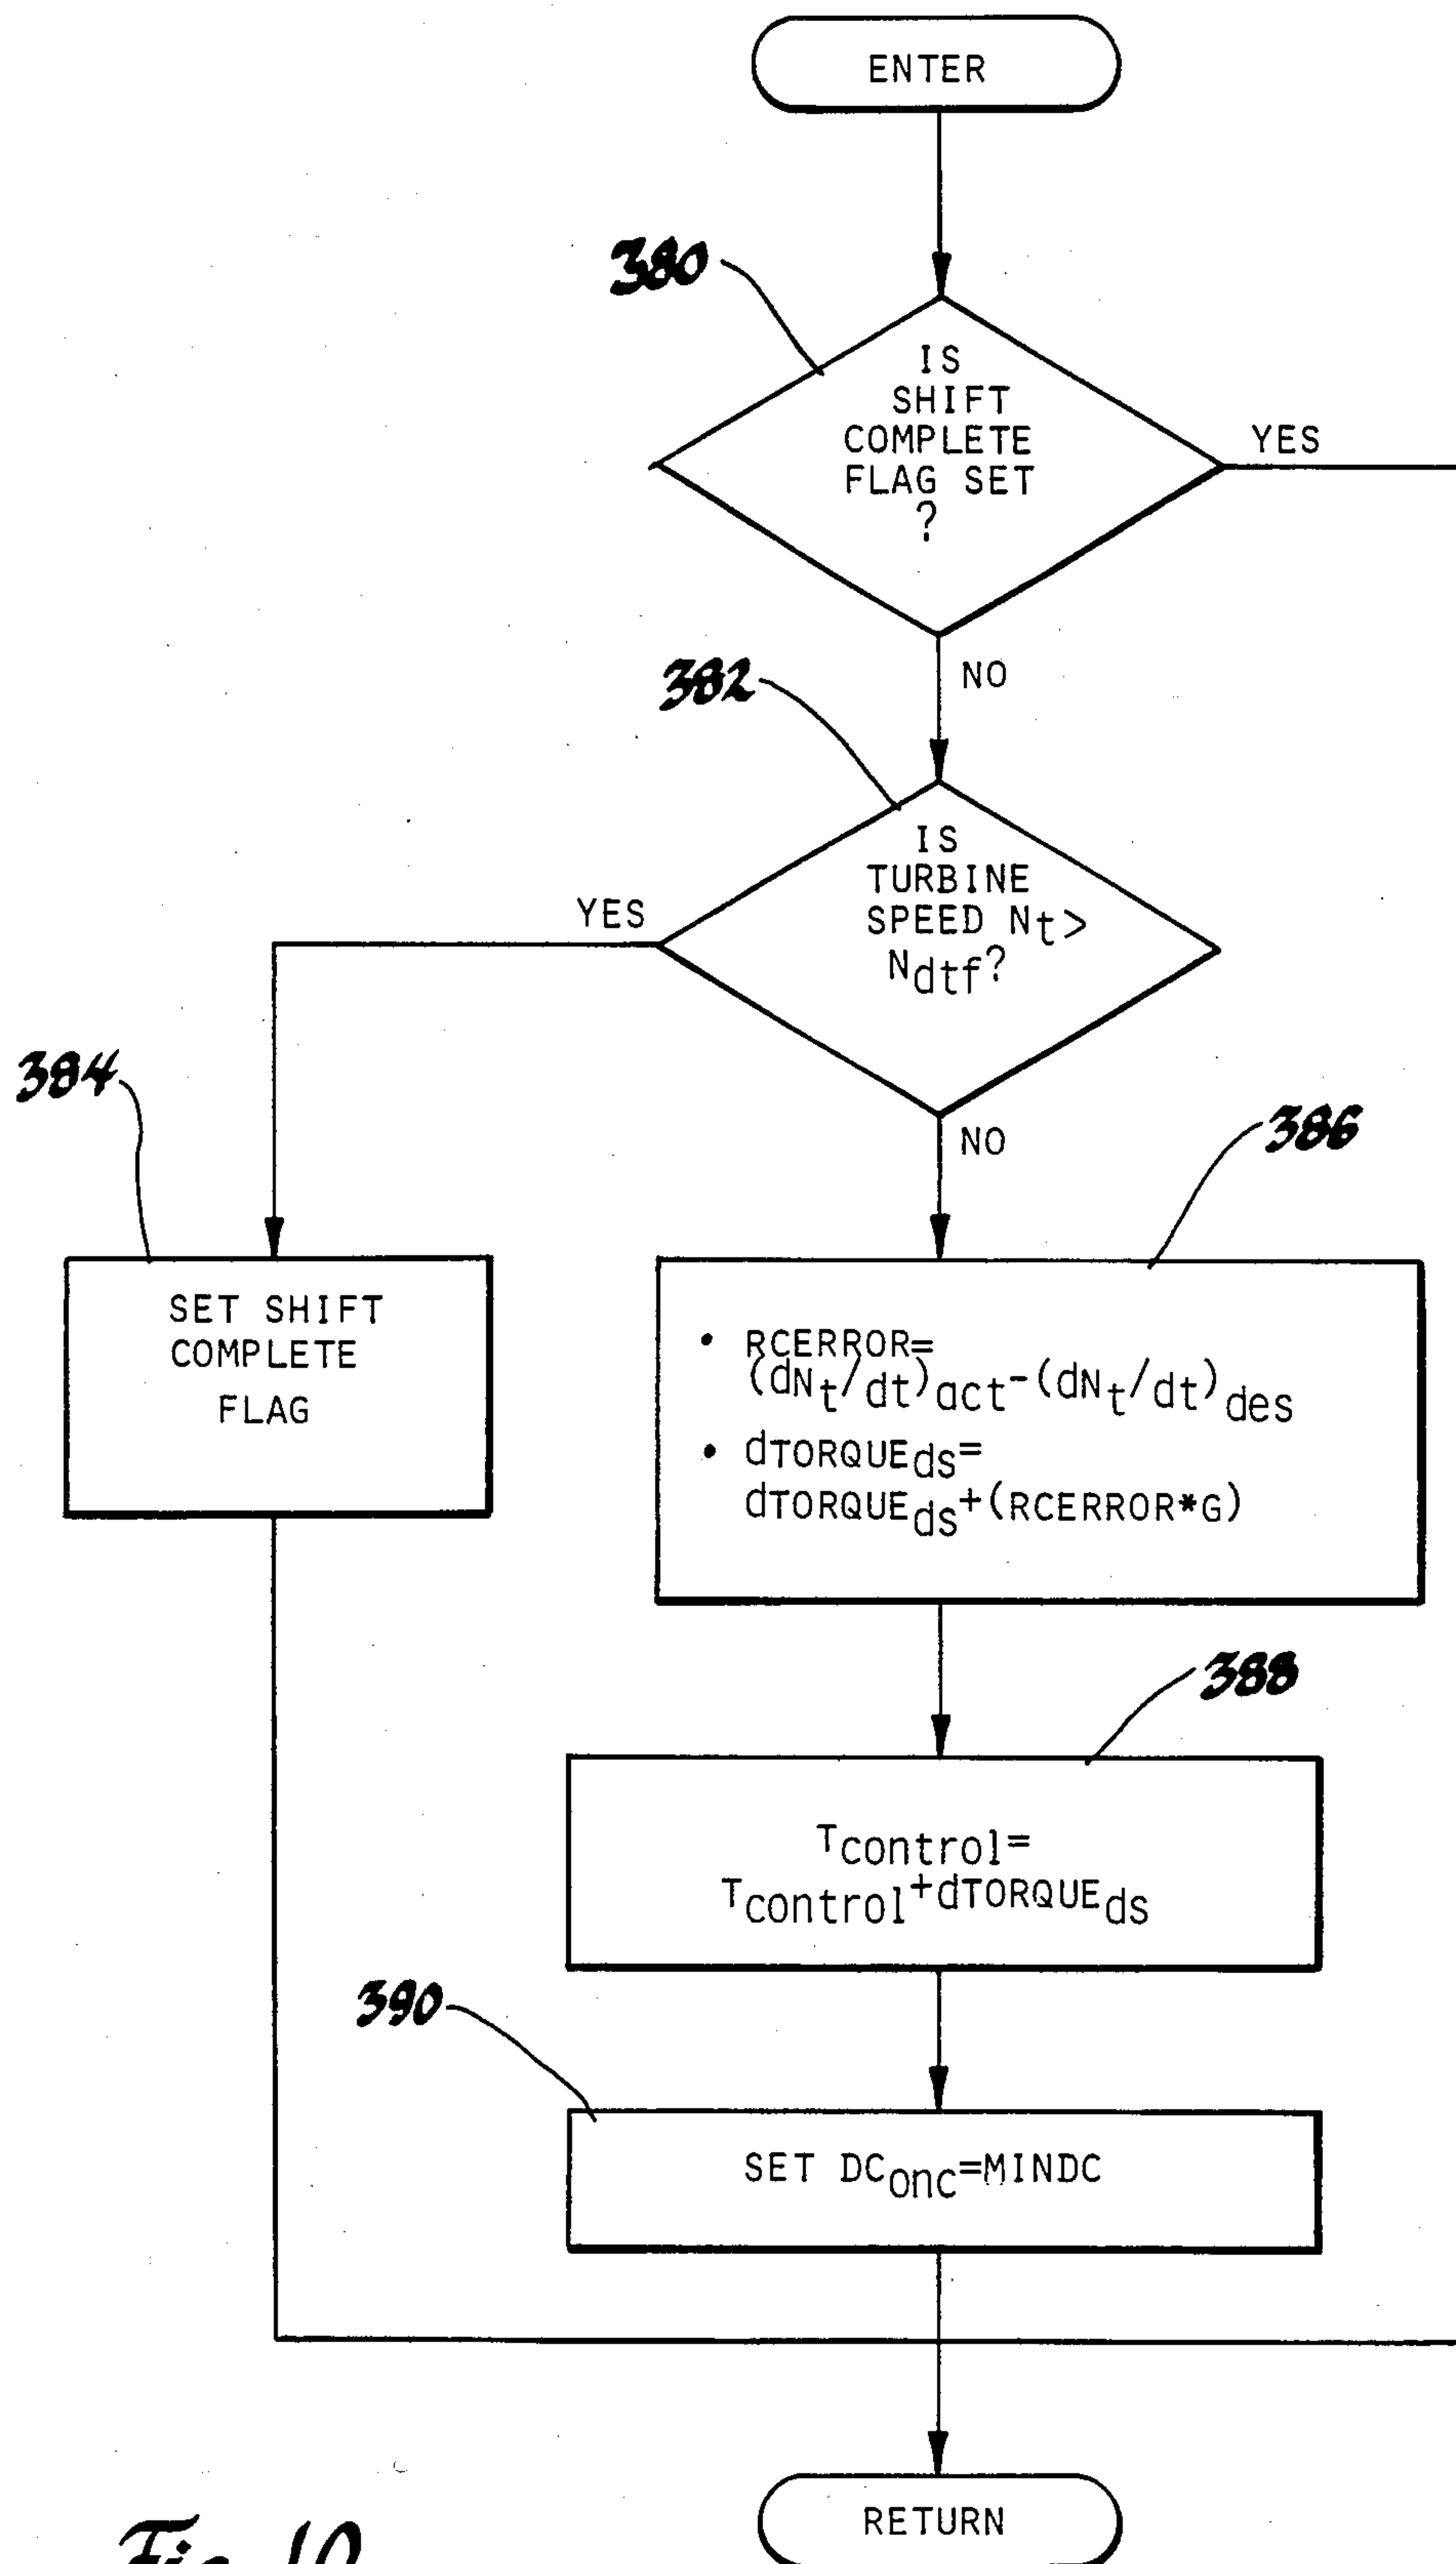 ENTER
380
IS
SHIFT
COMPLETE
FLAG SET
?
YES
NO
382
IS
TURBINE
SPEED Nt>
Ndtf?
YES
NO
384
SET SHIFT
COMPLETE
FLAG
386
• RCERROR=
(dNt/dt)act-(dNt/dt)des
• dTORQUEds=
dTORQUEds+(RCERROR*G)
388
Tcontrol=
Tcontrol+dTORQUEds
390
SET DConc=MINDC
RETURN
Fig. 10